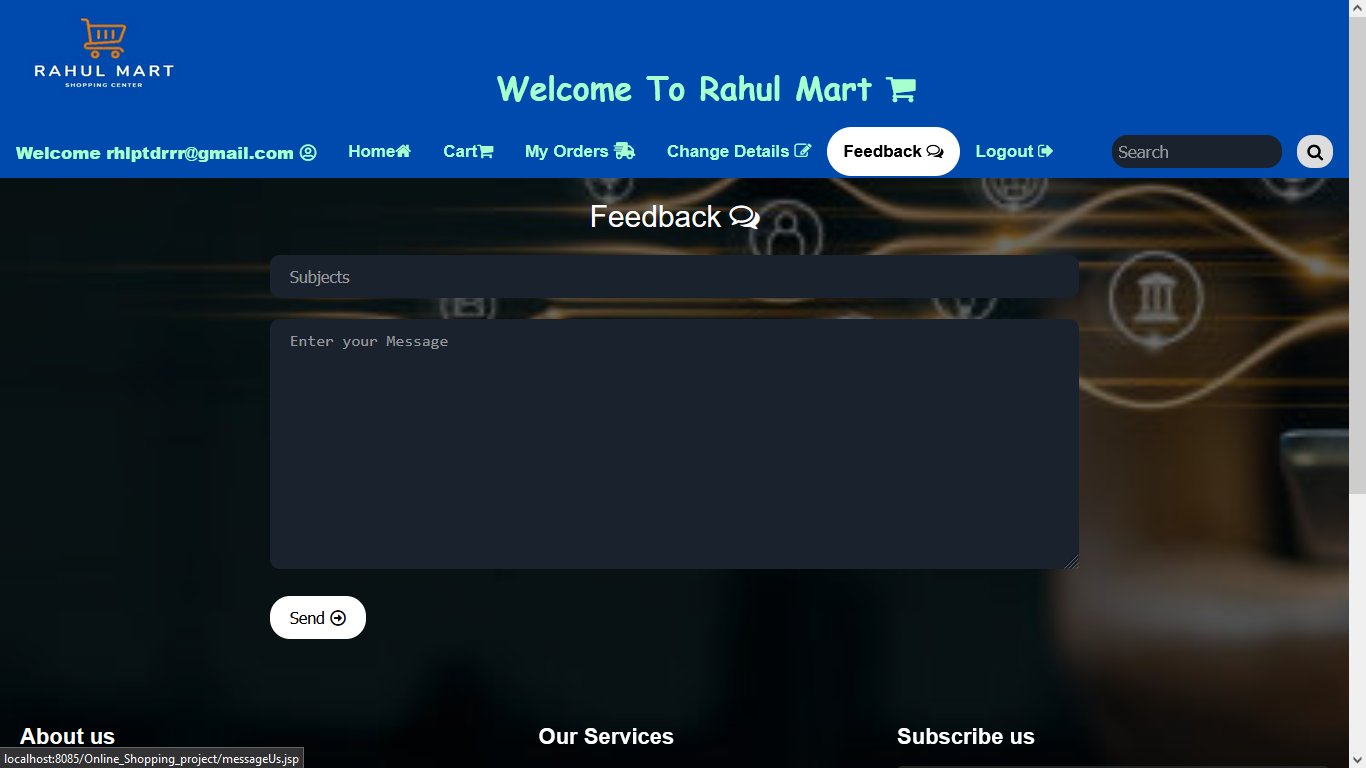 RAHUL MART
SHOPPING CENTER
Welcome To Rahul Mart
Welcome rhlptdrrr@gmail.com Home Cart My Orders Change Details Feedback Logout Search
Feedback
Subjects
Enter your Message
Send
About us Our Services Subscribe us
localhost:8085/Online_Shopping_project/messageUs.jsp